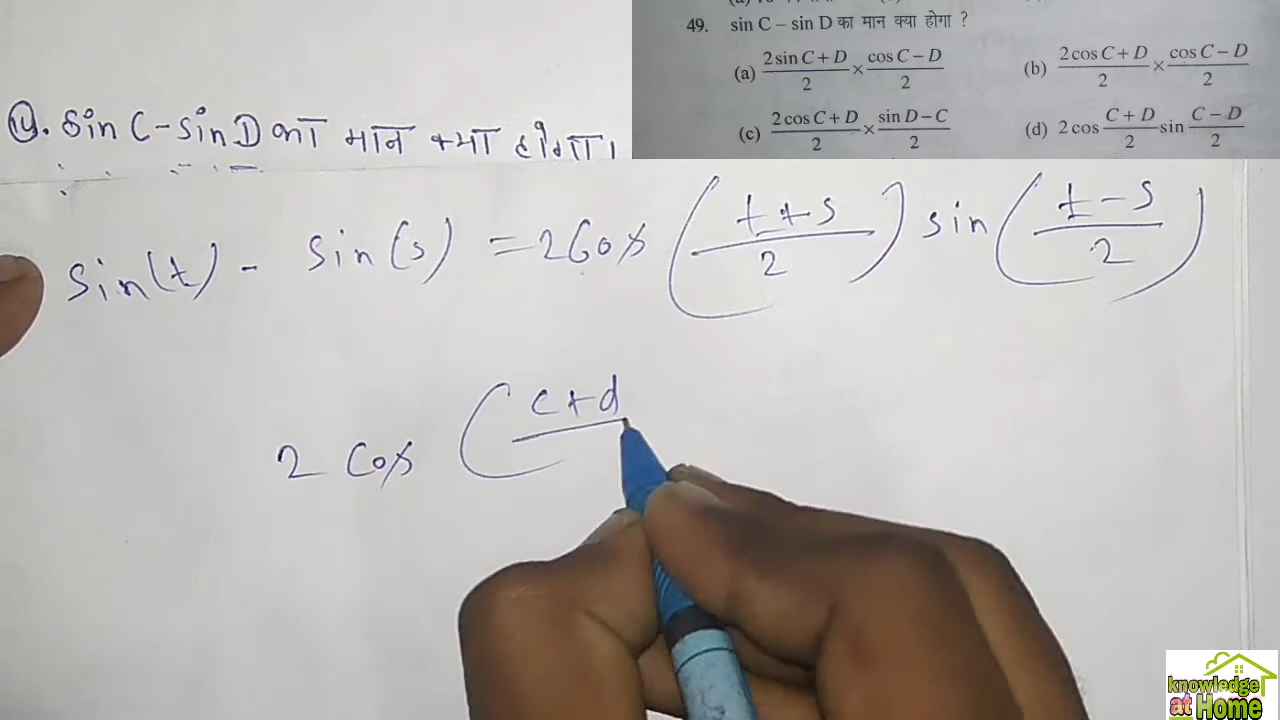 49. sin C – sin D का मान क्या होगा ?
(a) 2 sin C + D / 2 × cos C – D / 2 (b) 2 cos C + D / 2 × cos C – D / 2
(c) 2 cos C + D / 2 × sin D – C / 2 (d) 2 cos C + D / 2 sin C – D / 2
sin C - sin D का मान क्या होगा।
sin(t) - sin(s) = 2 Cos (t + s / 2) sin (t - s / 2)
2 Cos ( c + d
knowledge
at Home